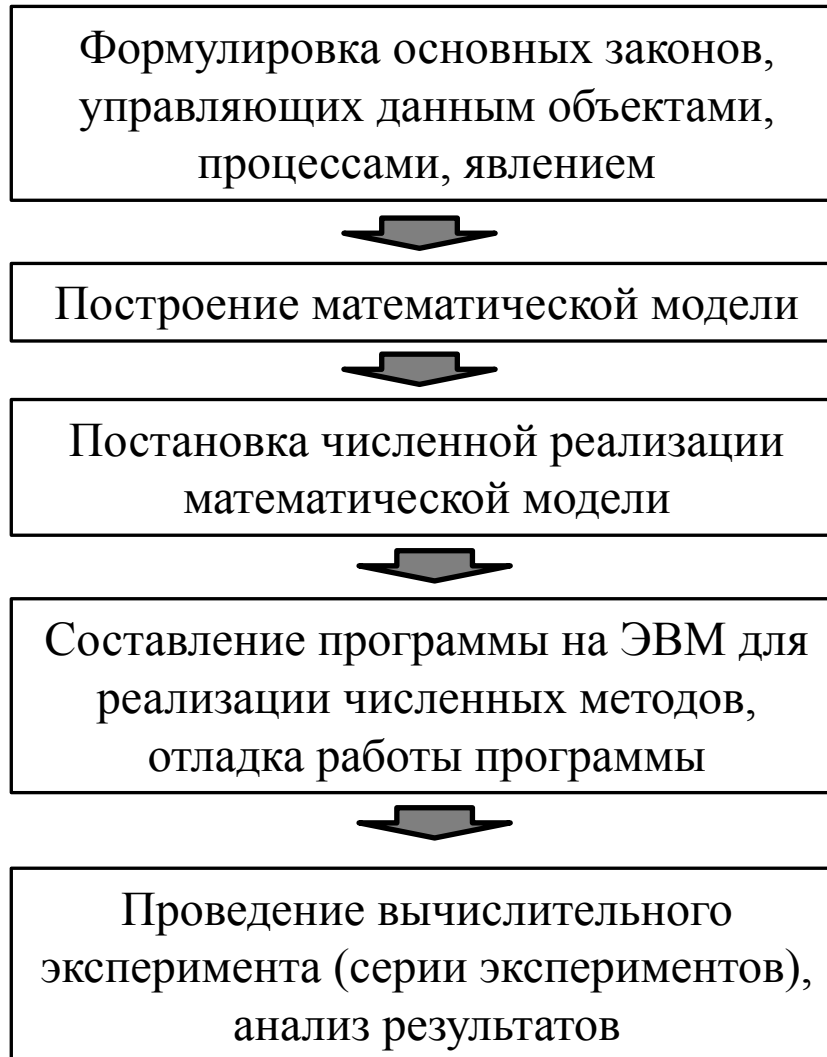 Формулировка основных законов,
управляющих данным объектами,
процессами, явлением
Построение математической модели
Постановка численной реализации
математической модели
Составление программы на ЭВМ для
реализации численных методов,
отладка работы программы
Проведение вычислительного
эксперимента (серии экспериментов),
анализ результатов